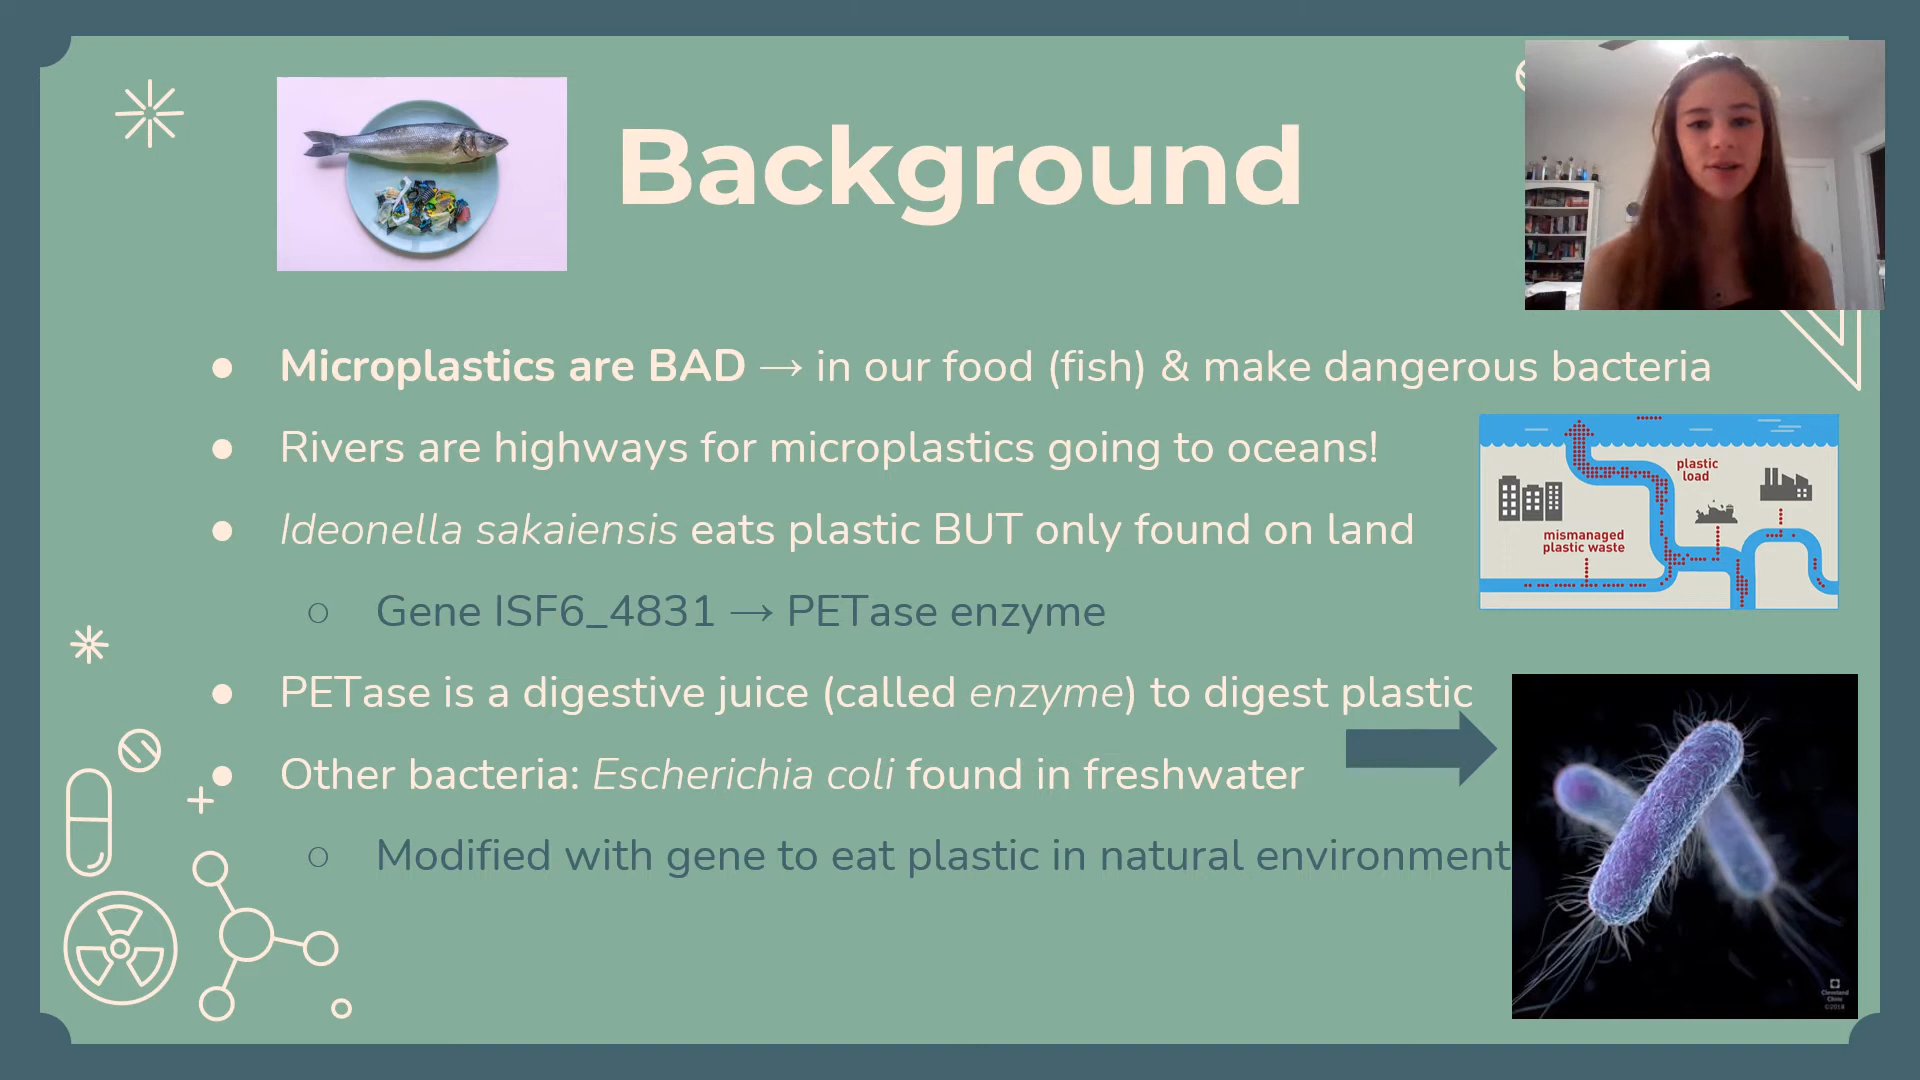 Background
● Microplastics are BAD → in our food (fish) & make dangerous bacteria
● Rivers are highways for microplastics going to oceans!
● Ideonella sakaiensis eats plastic BUT only found on land
○ Gene ISF6_4831 → PETase enzyme
● PETase is a digestive juice (called enzyme) to digest plastic
● Other bacteria: Escherichia coli found in freshwater
○ Modified with gene to eat plastic in natural environment
plastic
load
mismanaged
plastic waste
Cleveland
Clinic
©2018